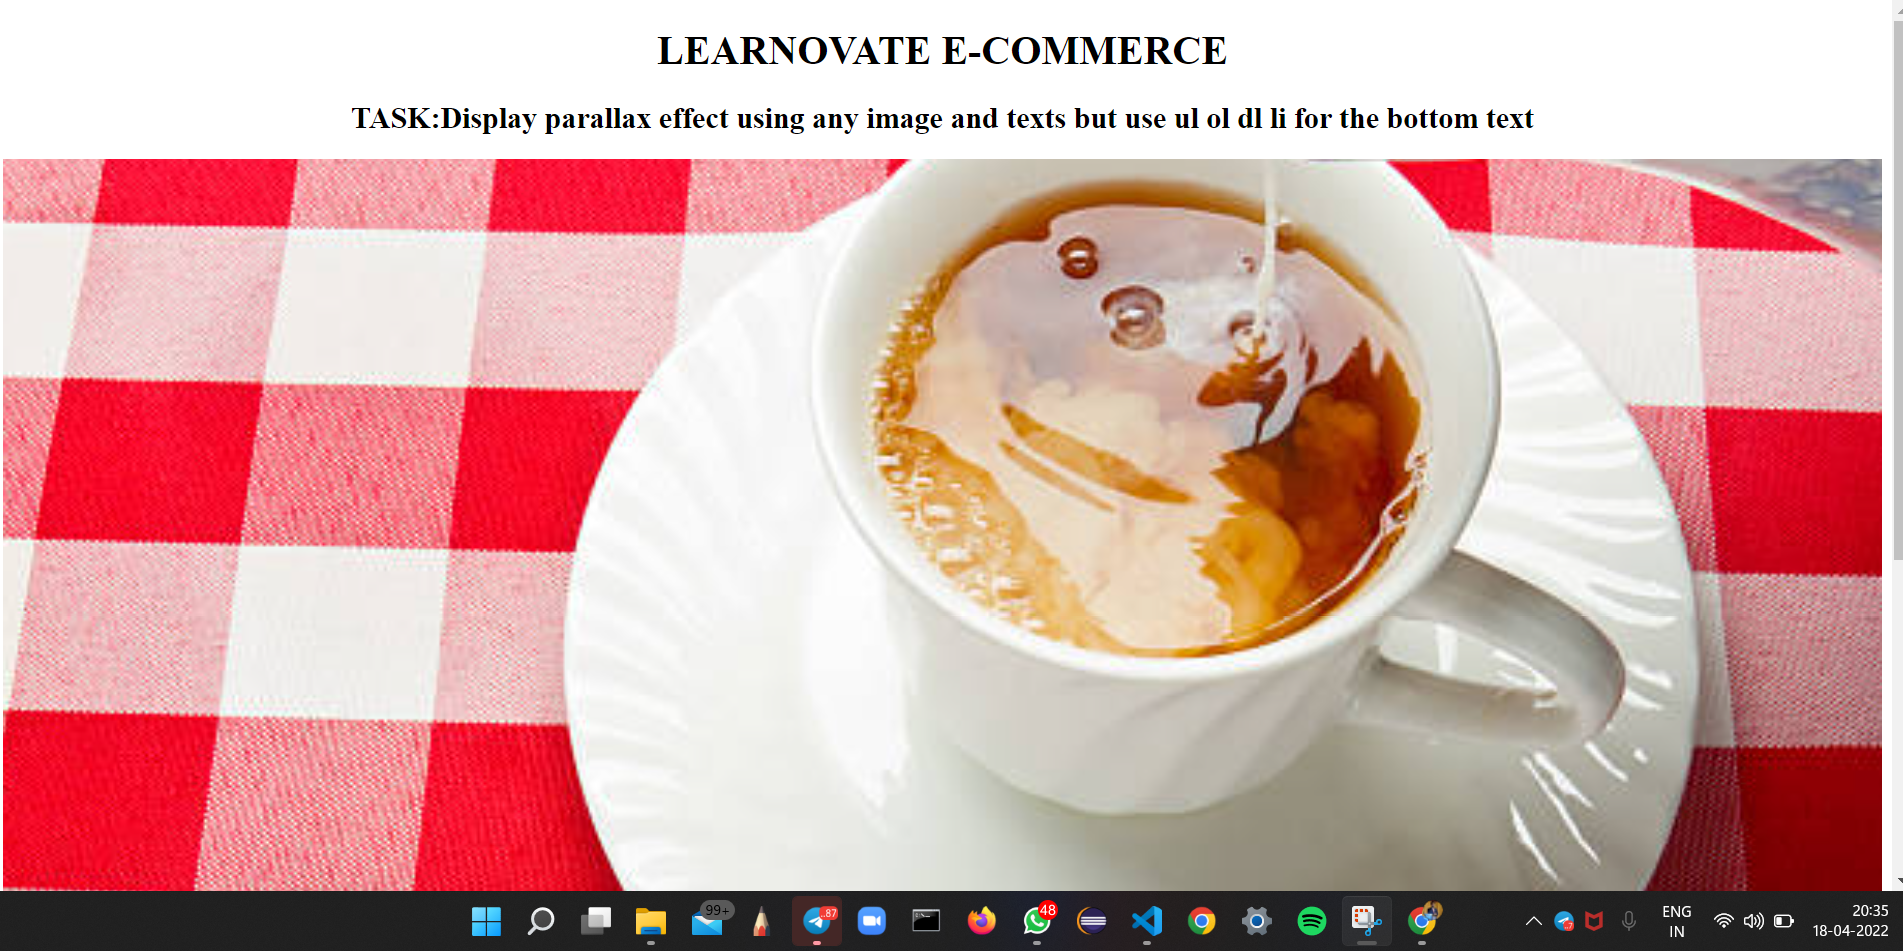 LEARNOVATE E-COMMERCE
TASK:Display parallax effect using any image and texts but use ul ol dl li for the bottom text
99+
..87
48
ENG
IN
20:35
18-04-2022